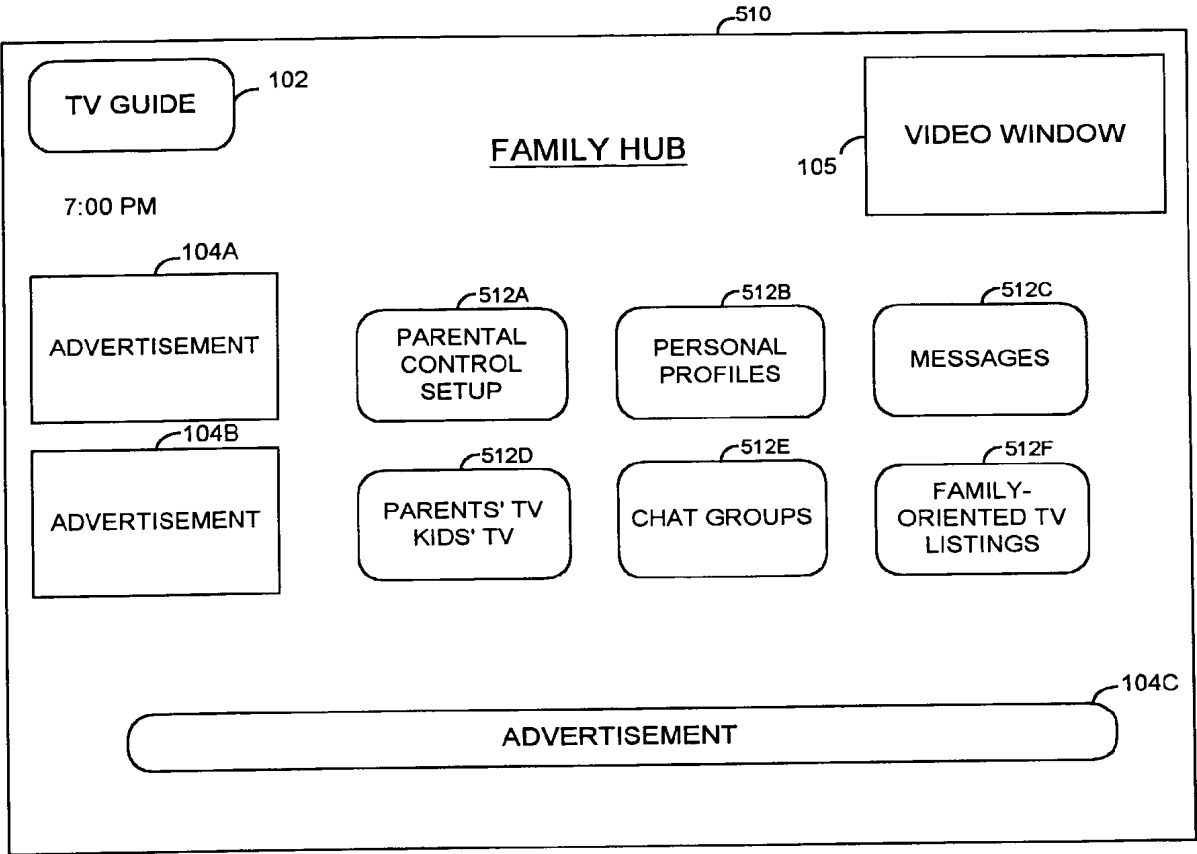 510
TV GUIDE
102
FAMILY HUB
VIDEO WINDOW
105
7:00 PM
104A
ADVERTISEMENT
512A
PARENTAL
CONTROL
SETUP
512B
PERSONAL
PROFILES
512C
MESSAGES
104B
ADVERTISEMENT
512D
PARENTS' TV
KIDS' TV
512E
CHAT GROUPS
512F
FAMILY-
ORIENTED TV
LISTINGS
104C
ADVERTISEMENT